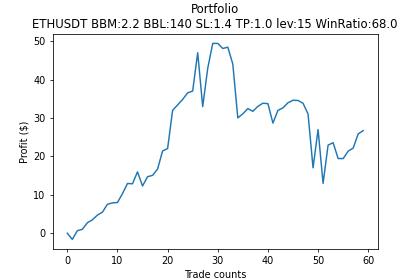 Portfolio
ETHUSDT BBM:2.2 BBL:140 SL:1.4 TP:1.0 lev:15 WinRatio:68.0
Profit ($)
50
40
30
20
10
0
0 10 20 30 40 50 60
Trade counts